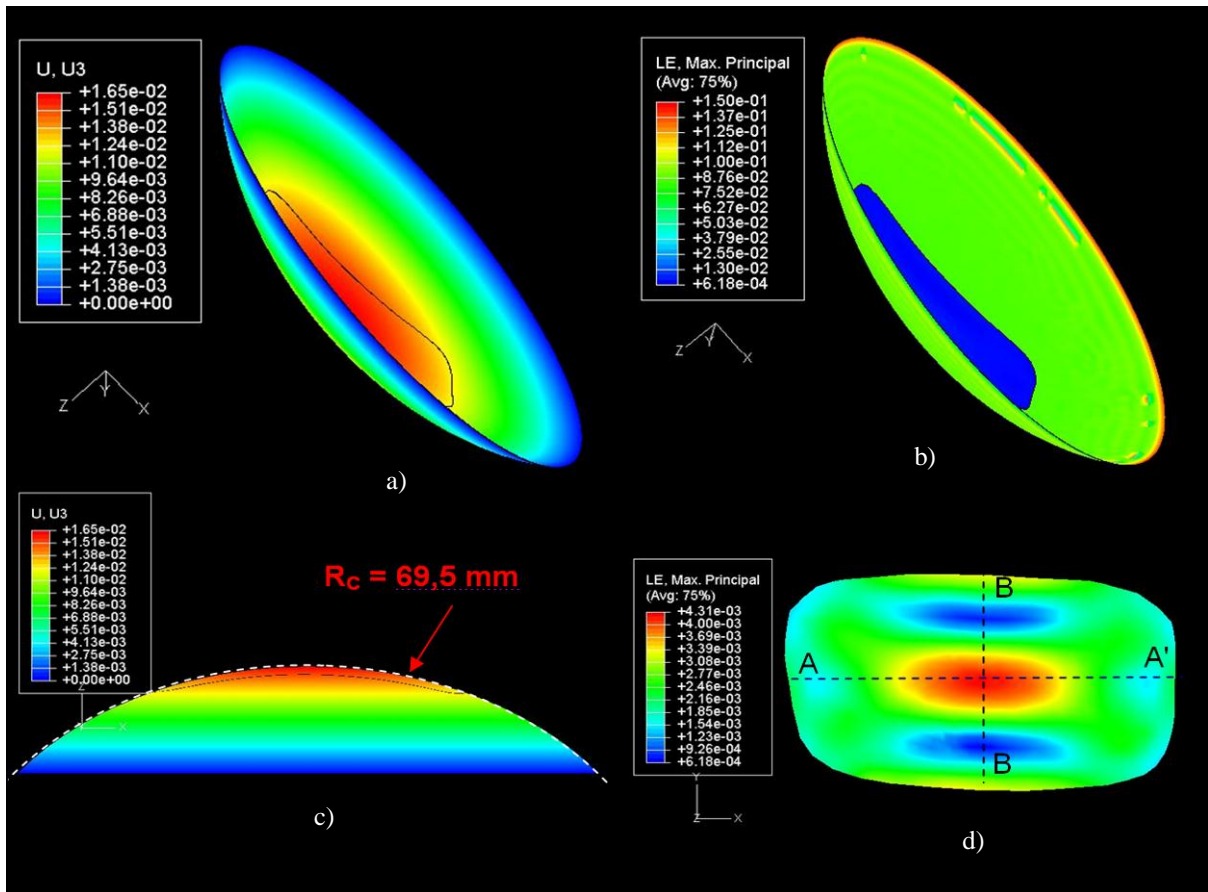 U, U3
+1.65e-02
+1.51e-02
+1.38e-02
+1.24e-02
+1.10e-02
+9.64e-03
+8.26e-03
+6.88e-03
+5.51e-03
+4.13e-03
+2.75e-03
+1.38e-03
+0.00e+00
Z
Y
X
a)
LE, Max. Principal
(Avg: 75%)
+1.50e-01
+1.37e-01
+1.25e-01
+1.12e-01
+1.00e-01
+8.76e-02
+7.52e-02
+6.27e-02
+5.03e-02
+3.79e-02
+2.55e-02
+1.30e-02
+6.18e-04
Z
Y
X
b)
U, U3
+1.65e-02
+1.51e-02
+1.38e-02
+1.24e-02
+1.10e-02
+9.64e-03
+8.26e-03
+6.88e-03
+5.51e-03
+4.13e-03
+2.75e-03
+1.38e-03
+0.00e+00
Z
X
RC = 69,5 mm
c)
LE, Max. Principal
(Avg: 75%)
+4.31e-03
+4.00e-03
+3.69e-03
+3.39e-03
+3.08e-03
+2.77e-03
+2.46e-03
+2.16e-03
+1.85e-03
+1.54e-03
+1.23e-03
+9.26e-04
+6.18e-04
Y
Z
X
B
A
A'
B
d)